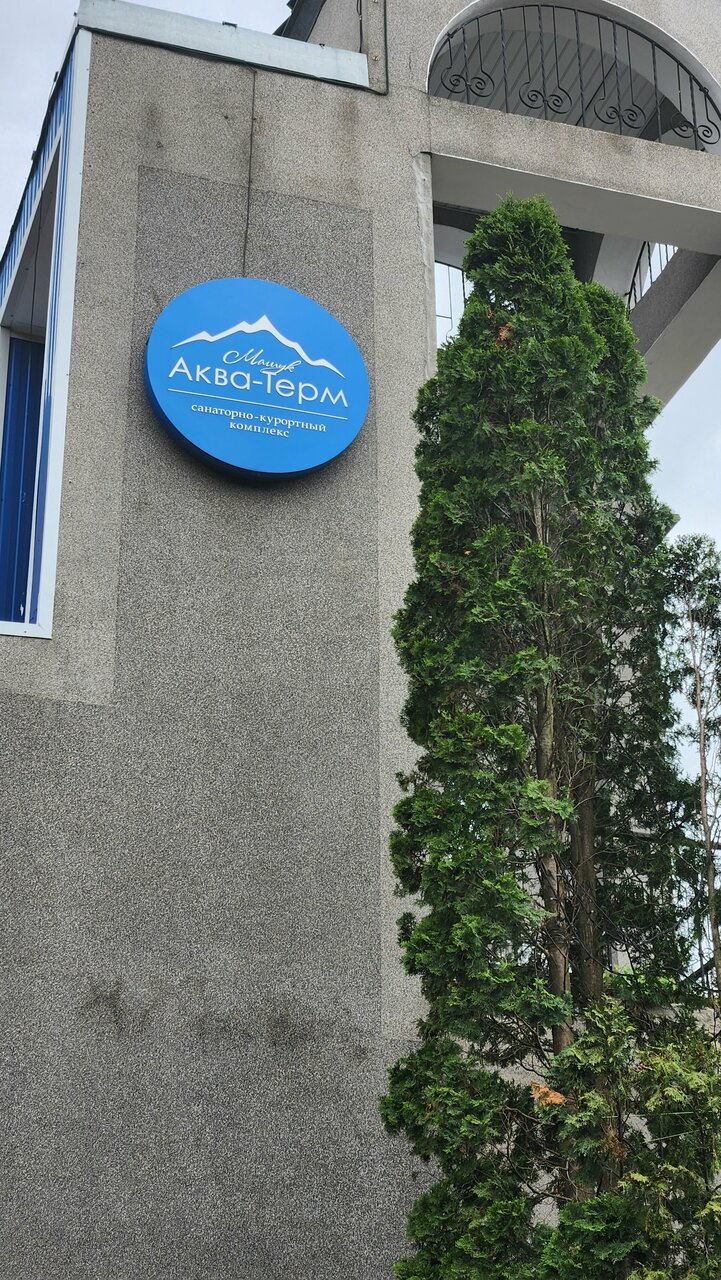 Машук
Аква-Терм
санаторно-курортный
комплекс